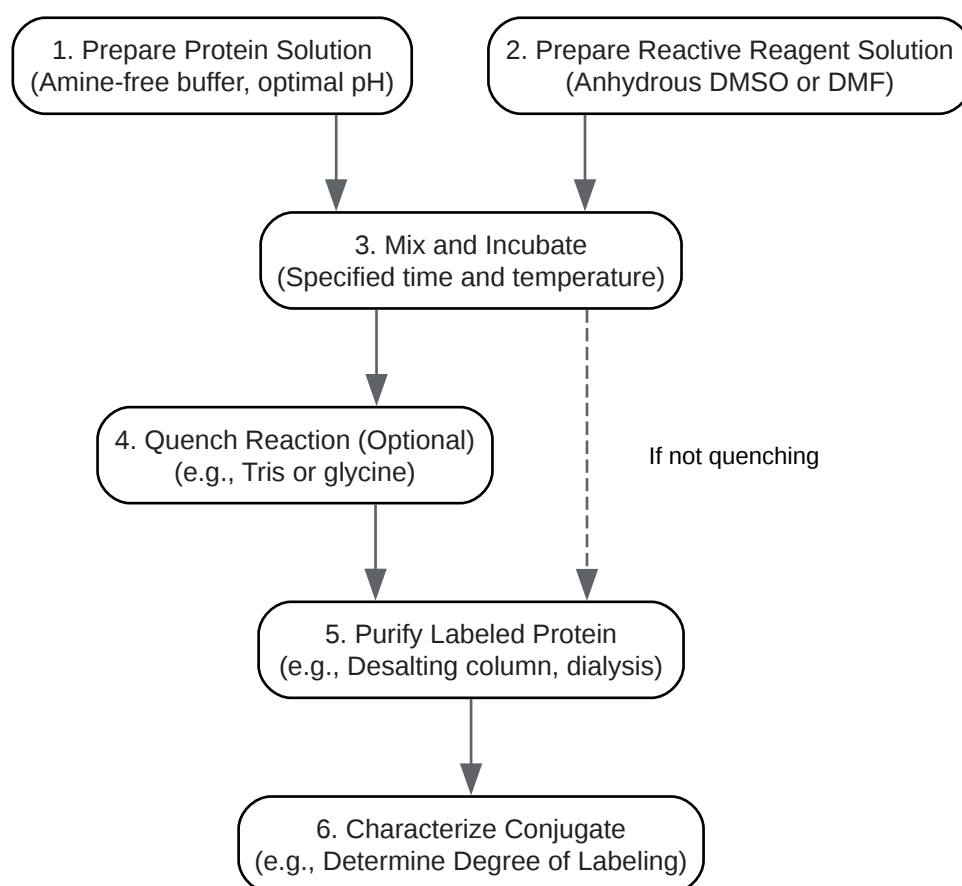 1. Prepare Protein Solution
(Amine-free buffer, optimal pH)
2. Prepare Reactive Reagent Solution
(Anhydrous DMSO or DMF)
3. Mix and Incubate
(Specified time and temperature)
4. Quench Reaction (Optional)
(e.g., Tris or glycine)
If not quenching
5. Purify Labeled Protein
(e.g., Desalting column, dialysis)
6. Characterize Conjugate
(e.g., Determine Degree of Labeling)